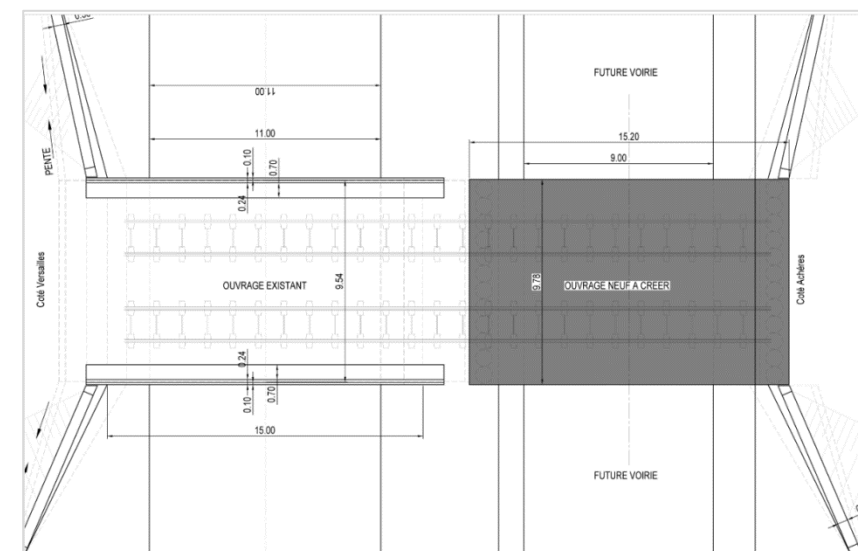 11.00
FUTURE VOIRIE
11.00
15.20
PENTE
0.10
0.70
9.00
0.24
Coté Versailles
OUVRAGE EXISTANT
9.54
9.78
OUVRAGE NEUF A CREER
Coté Achères
0.24
0.10
0.70
15.00
FUTURE VOIRIE